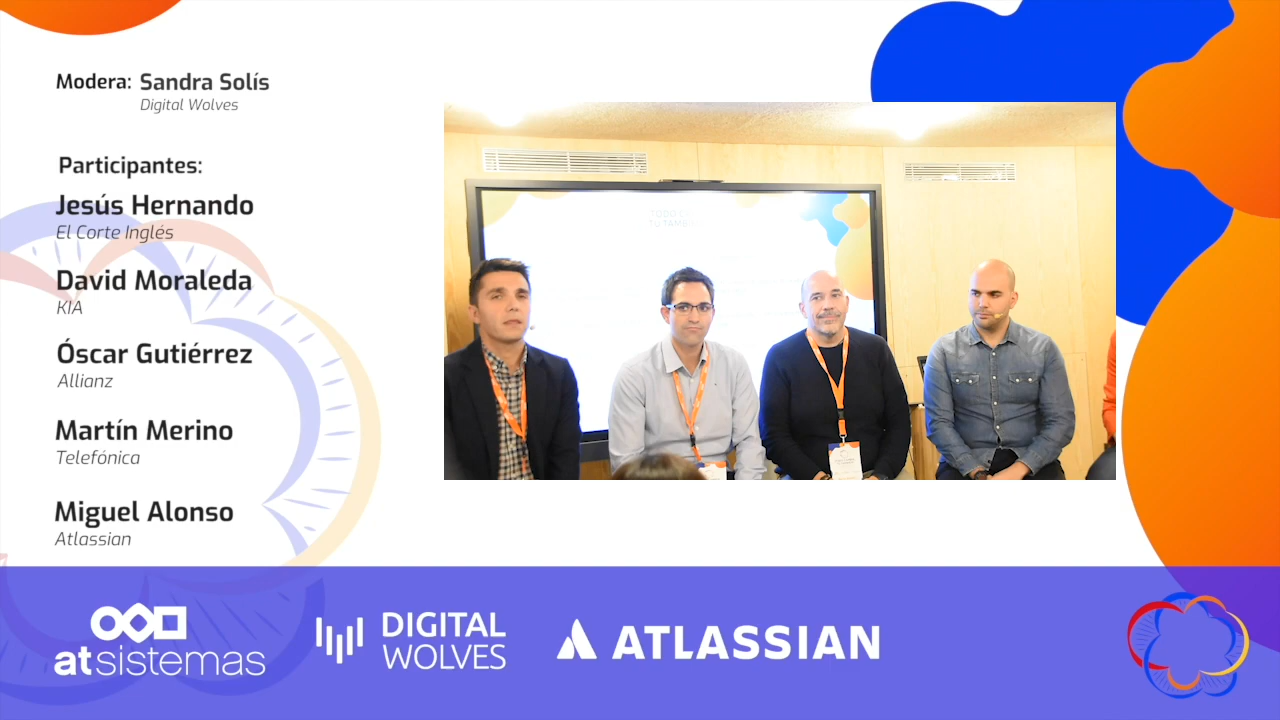 Modera: Sandra Solís
Digital Wolves
Participantes:
Jesús Hernando
El Corte Inglés
David Moraleda
KIA
Óscar Gutiérrez
Allianz
Martín Merino
Telefónica
Miguel Alonso
Atlassian
atsistemas
DIGITAL
WOLVES
ATLASSIAN